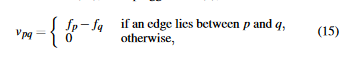 v_pq = { f_p − f_q if an edge lies between p and q, (15)
0 otherwise,